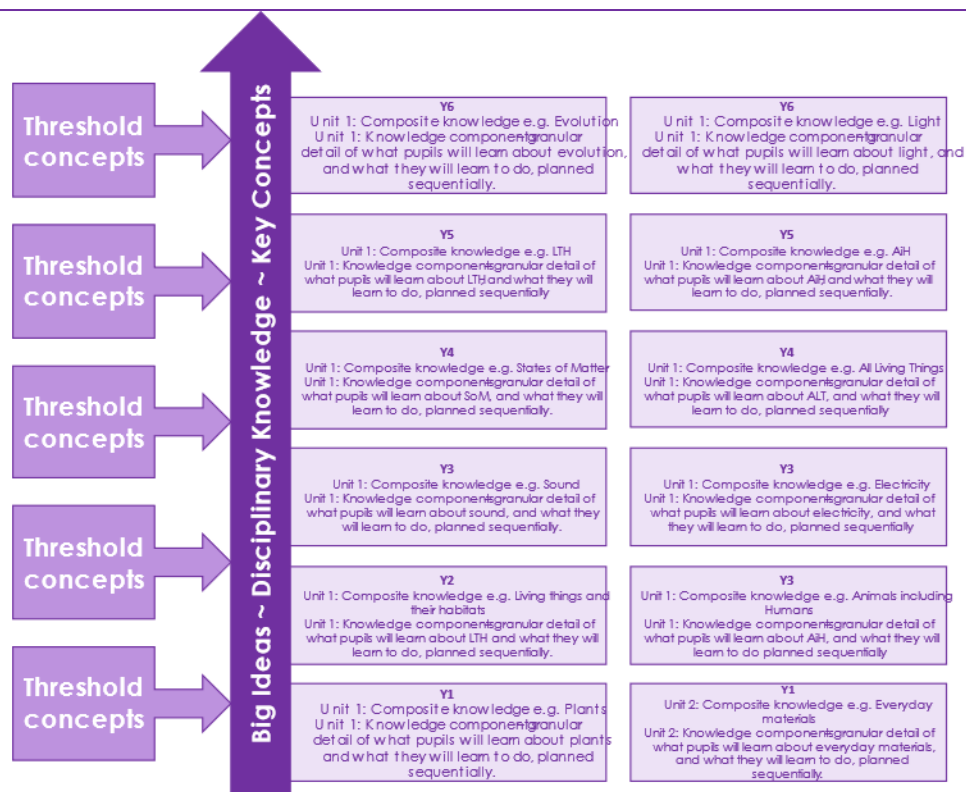 Threshold
concepts
Threshold
concepts
Threshold
concepts
Threshold
concepts
Threshold
concepts
Big Ideas ~ Disciplinary Knowledge ~ Key Concepts
Y6
Unit 1: Composite knowledge e.g. Evolution
Unit 1: Knowledge components–granular
detail of what pupils will learn about evolution,
and what they will learn to do, planned
sequentially.
Y6
Unit 1: Composite knowledge e.g. Light
Unit 1: Knowledge components–granular
detail of what pupils will learn about light, and
what they will learn to do, planned
sequentially.
Y5
Unit 1: Composite knowledge e.g. LTH
Unit 1: Knowledge components–granular detail of
what pupils will learn about LTH, and what they will
learn to do, planned sequentially
Y5
Unit 1: Composite knowledge e.g. AiH
Unit 1: Knowledge components–granular detail of
what pupils will learn about AiH, and what they will
learn to do, planned sequentially.
Y4
Unit 1: Composite knowledge e.g. States of Matter
Unit 1: Knowledge components–granular detail of
what pupils will learn about SoM, and what they will
learn to do, planned sequentially.
Y4
Unit 1: Composite knowledge e.g. All Living Things
Unit 1: Knowledge components–granular detail of
what pupils will learn about ALT, and what they will
learn to do, planned sequentially
Y3
Unit 1: Composite knowledge e.g. Sound
Unit 1: Knowledge components–granular detail of
what pupils will learn about sound, and what they
will learn to do, planned sequentially.
Y3
Unit 1: Composite knowledge e.g. Electricity
Unit 1: Knowledge components–granular detail of
what pupils will learn about electricity, and what
they will learn to do, planned sequentially
Y2
Unit 1: Composite knowledge e.g. Living things and
their habitats
Unit 1: Knowledge components–granular detail of
what pupils will learn about LTH and what they will
learn to do, planned sequentially.
Y3
Unit 1: Composite knowledge e.g. Animals including
Humans
Unit 1: Knowledge components–granular detail of
what pupils will learn about AiH, and what they will
learn to do, planned sequentially
Y1
Unit 1: Composite knowledge e.g. Plants
Unit 1: Knowledge components–granular
detail of what pupils will learn about plants
and what they will learn to do, planned
sequentially.
Y1
Unit 2: Composite knowledge e.g. Everyday
materials
Unit 2: Knowledge components–granular detail of
what pupils will learn about everyday materials,
and what they will learn to do, planned
sequentially.